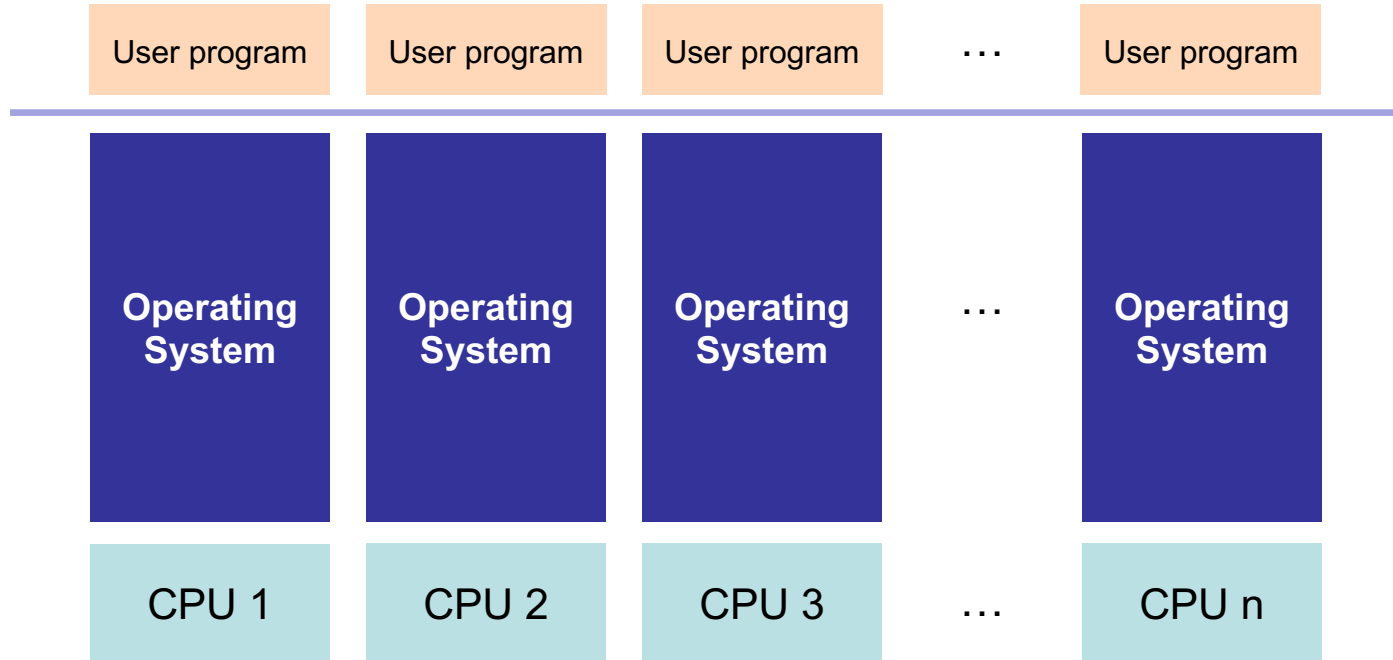 User program User program User program ... User program
Operating Operating Operating Operating
System System System ... System
CPU 1 CPU 2 CPU 3 ... CPU n